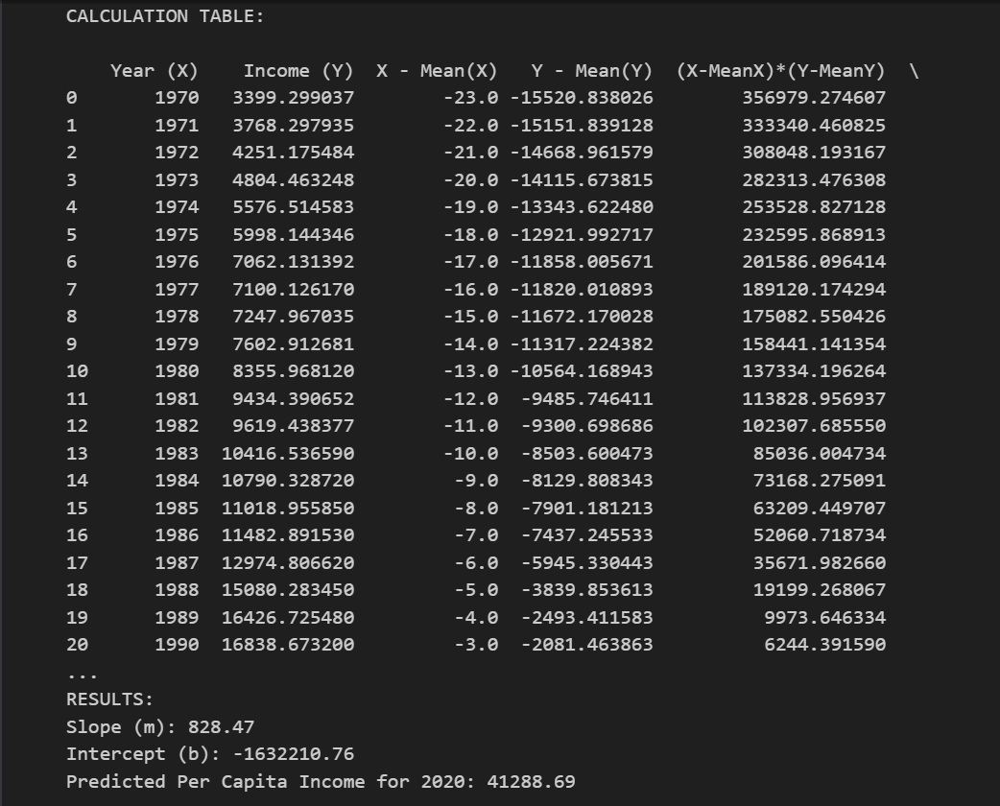 CALCULATION TABLE:
Year (X) Income (Y) X - Mean(X) Y - Mean(Y) (X-MeanX)*(Y-MeanY) \
0 1970 3399.299037 -23.0 -15520.838026 356979.274607
1 1971 3768.297935 -22.0 -15151.839128 333340.460825
2 1972 4251.175484 -21.0 -14668.961579 308048.193167
3 1973 4804.463248 -20.0 -14115.673815 282313.476308
4 1974 5576.514583 -19.0 -13343.622480 253528.827128
5 1975 5998.144346 -18.0 -12921.992717 232595.868913
6 1976 7062.131392 -17.0 -11858.005671 201586.096414
7 1977 7100.126170 -16.0 -11820.010893 189120.174294
8 1978 7247.967035 -15.0 -11672.170028 175082.550426
9 1979 7602.912681 -14.0 -11317.224382 158441.141354
10 1980 8355.968120 -13.0 -10564.168943 137334.196264
11 1981 9434.390652 -12.0 -9485.746411 113828.956937
12 1982 9619.438377 -11.0 -9300.698686 102307.685550
13 1983 10416.536590 -10.0 -8503.600473 85036.004734
14 1984 10790.328720 -9.0 -8129.808343 73168.275091
15 1985 11018.955850 -8.0 -7901.181213 63209.449707
16 1986 11482.891530 -7.0 -7437.245533 52060.718734
17 1987 12974.806620 -6.0 -5945.330443 35671.982660
18 1988 15080.283450 -5.0 -3839.853613 19199.268067
19 1989 16426.725480 -4.0 -2493.411583 9973.646334
20 1990 16838.673200 -3.0 -2081.463863 6244.391590
...
RESULTS:
Slope (m): 828.47
Intercept (b): -1632210.76
Predicted Per Capita Income for 2020: 41288.69